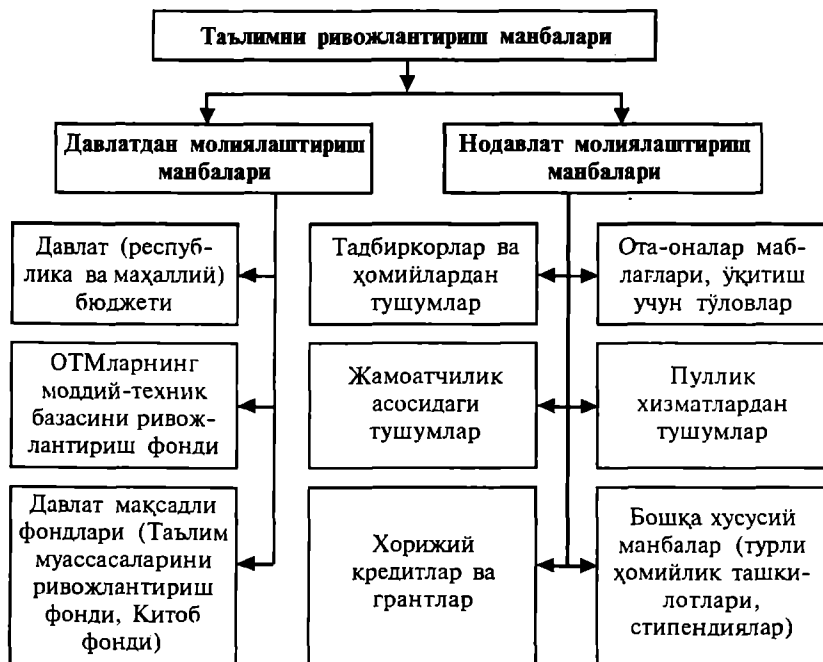 Таълимни ривожлантириш манбалари
Давлатдан молиялаштириш
манбалари
Нодавлат молиялаштириш
манбалари
Давлат (респуб-
лика ва маҳаллий)
бюджети
Тадбиркорлар ва
ҳомийлардан
тушумлар
Ота-оналар маб-
лағлари, ўқитиш
учун тўловлар
ОТМларнинг
моддий-техник
базасини ривож-
лантириш фонди
Жамоатчилик
асосидаги
тушумлар
Пуллик
хизматлардан
тушумлар
Давлат мақсадли
фондлари (Таълим
муассасаларини
ривожлантириш
фонди, Китоб
фонди)
Хорижий
кредитлар ва
грантлар
Бошқа хусусий
манбалар (турли
ҳомийлик ташки-
лотлари,
стипендиялар)